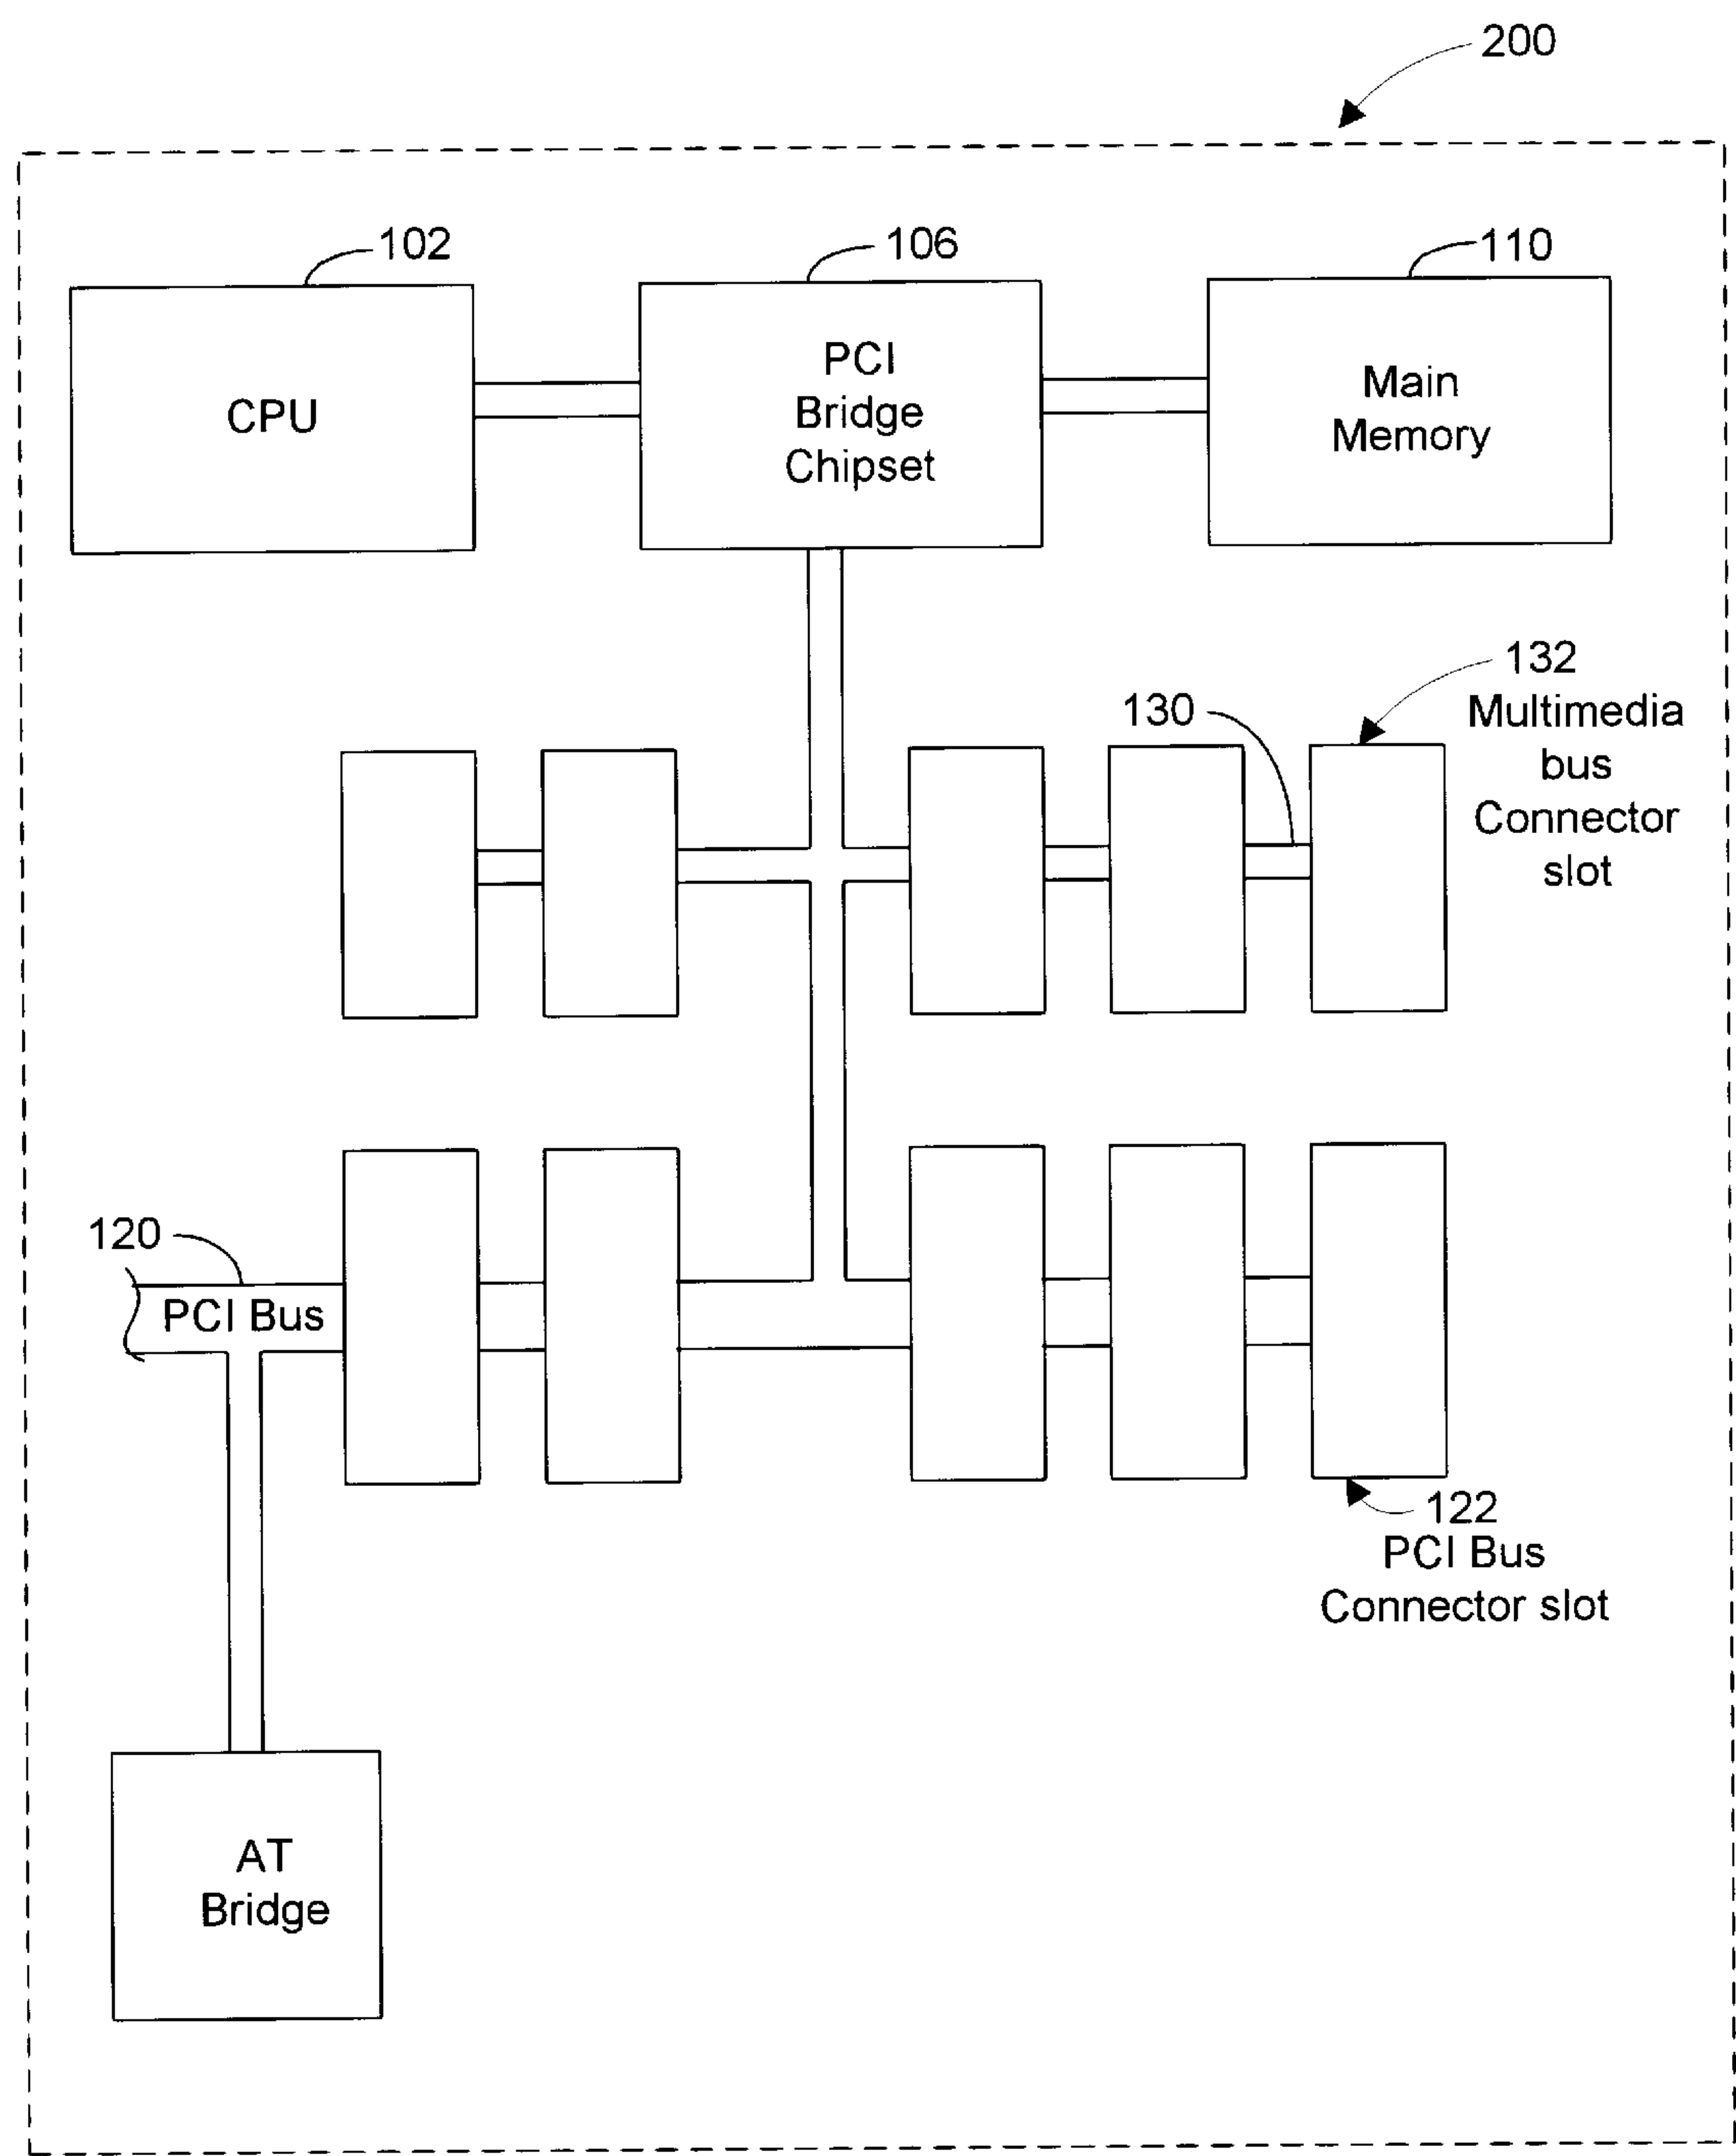 200
102
106
110
CPU
PCI
Bridge
Chipset
Main
Memory
132
Multimedia
bus
Connector
slot
130
120
PCI Bus
122
PCI Bus
Connector slot
AT
Bridge